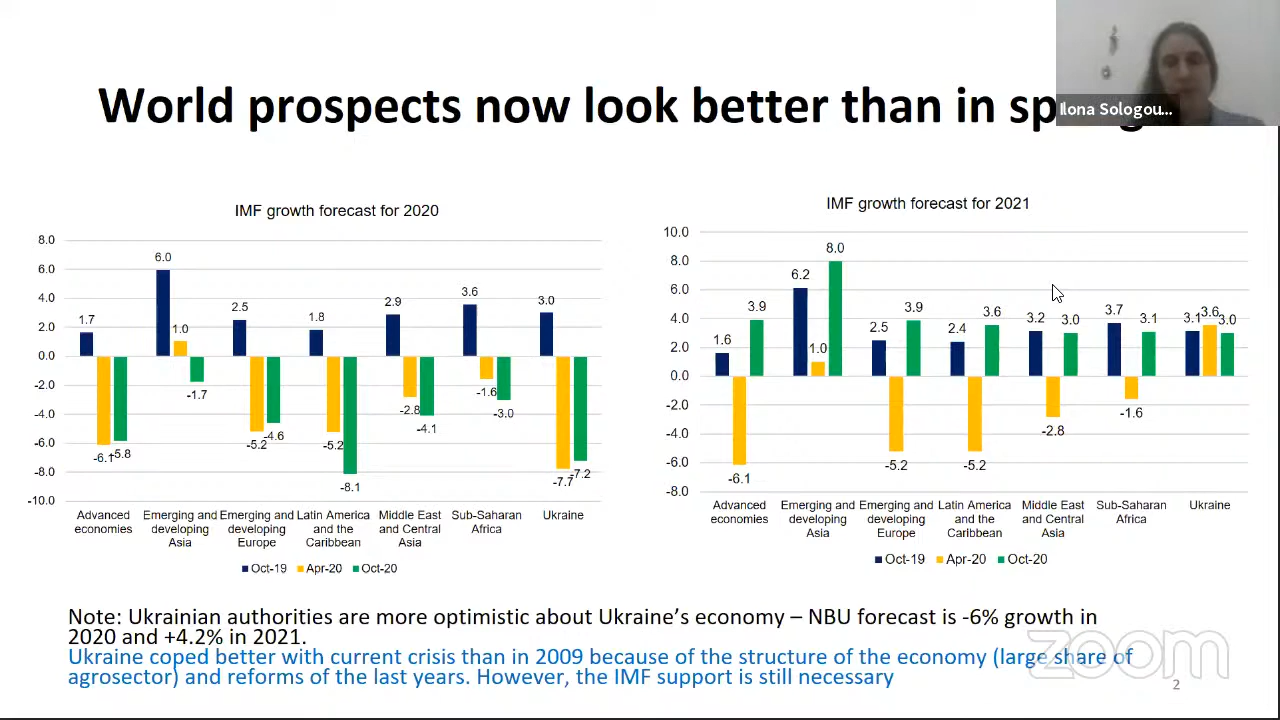 World prospects now look better than in sp
Ilona Sologou...
IMF growth forecast for 2020
8.0
6.0
4.0
2.0
0.0
-2.0
-4.0
-6.0
-8.0
-10.0
1.7
-6.1
-5.8
6.0
1.0
-1.7
2.5
-5.2
-4.6
1.8
-5.2
-8.1
2.9
-2.8
-4.1
3.6
-1.6
-3.0
3.0
-7.7
-7.2
Advanced economies
Emerging and developing Asia
Emerging and developing Europe
Latin America and the Caribbean
Middle East and Central Asia
Sub-Saharan Africa
Ukraine
Oct-19 Apr-20 Oct-20
IMF growth forecast for 2021
10.0
8.0
6.0
4.0
2.0
0.0
-2.0
-4.0
-6.0
-8.0
1.6
-6.1
3.9
6.2
1.0
8.0
2.5
-5.2
3.9
2.4
-5.2
3.6
3.2
-2.8
3.0
3.7
-1.6
3.1
3.1
3.6
3.0
Advanced economies
Emerging and developing Asia
Emerging and developing Europe
Latin America and the Caribbean
Middle East and Central Asia
Sub-Saharan Africa
Ukraine
Oct-19 Apr-20 Oct-20
Note: Ukrainian authorities are more optimistic about Ukraine's economy – NBU forecast is -6% growth in
2020 and +4.2% in 2021.
Ukraine coped better with current crisis than in 2009 because of the structure of the economy (large share of
agrosector) and reforms of the last years. However, the IMF support is still necessary
zoom
2